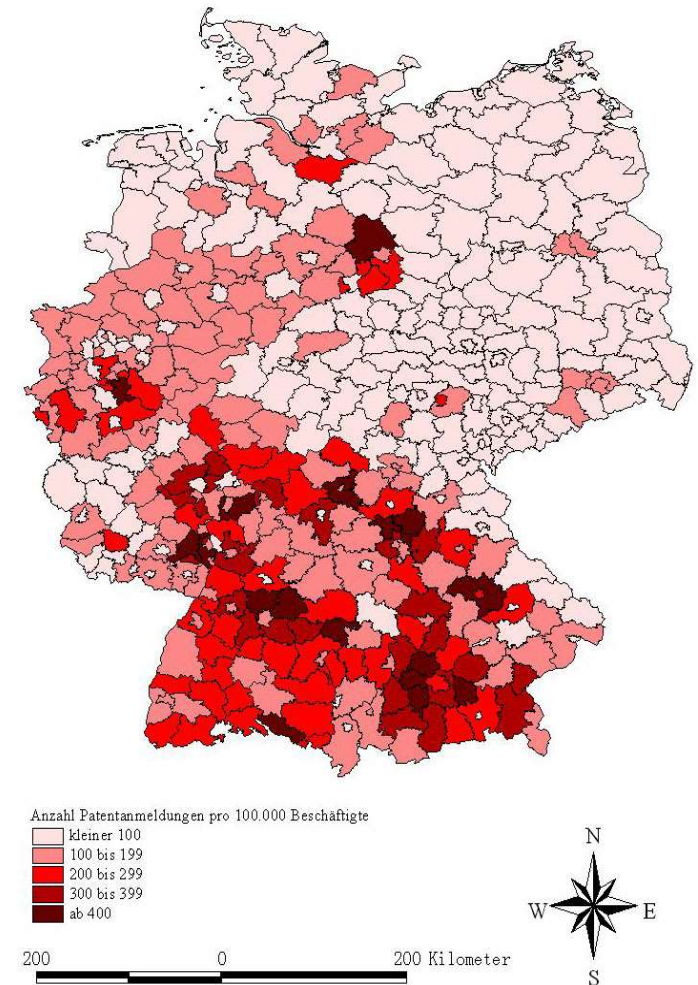 Anzahl Patentanmeldungen pro 100.000 Beschäftigte
kleiner 100
100 bis 199
200 bis 299
300 bis 399
ab 400
N
W E
S
200 0 200 Kilometer